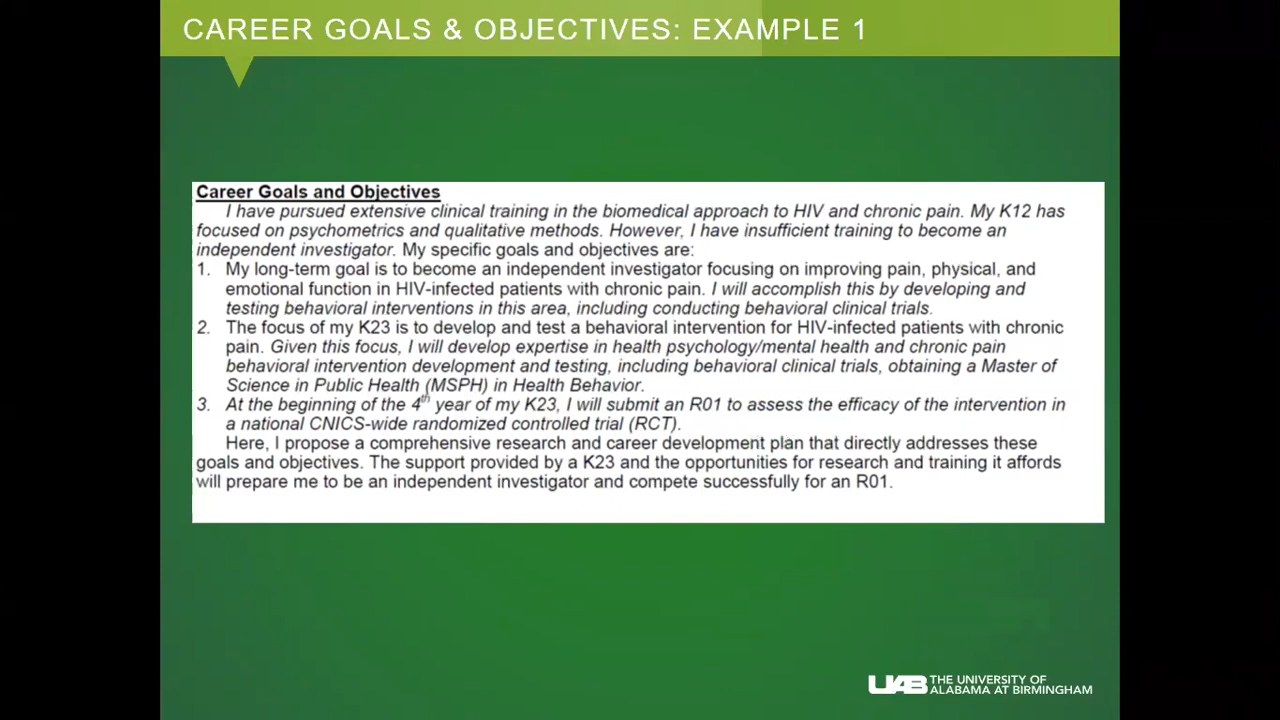 CAREER GOALS & OBJECTIVES: EXAMPLE 1
Career Goals and Objectives
I have pursued extensive clinical training in the biomedical approach to HIV and chronic pain. My K12 has
focused on psychometrics and qualitative methods. However, I have insufficient training to become an
independent investigator. My specific goals and objectives are:
1. My long-term goal is to become an independent investigator focusing on improving pain, physical, and
emotional function in HIV-infected patients with chronic pain. I will accomplish this by developing and
testing behavioral interventions in this area, including conducting behavioral clinical trials.
2. The focus of my K23 is to develop and test a behavioral intervention for HIV-infected patients with chronic
pain. Given this focus, I will develop expertise in health psychology/mental health and chronic pain
behavioral intervention development and testing, including behavioral clinical trials, obtaining a Master of
Science in Public Health (MSPH) in Health Behavior.
3. At the beginning of the 4th year of my K23, I will submit an R01 to assess the efficacy of the intervention in
a national CNICS-wide randomized controlled trial (RCT).
Here, I propose a comprehensive research and career development plan that directly addresses these
goals and objectives. The support provided by a K23 and the opportunities for research and training it affords
will prepare me to be an independent investigator and compete successfully for an R01.
UAB THE UNIVERSITY OF
ALABAMA AT BIRMINGHAM